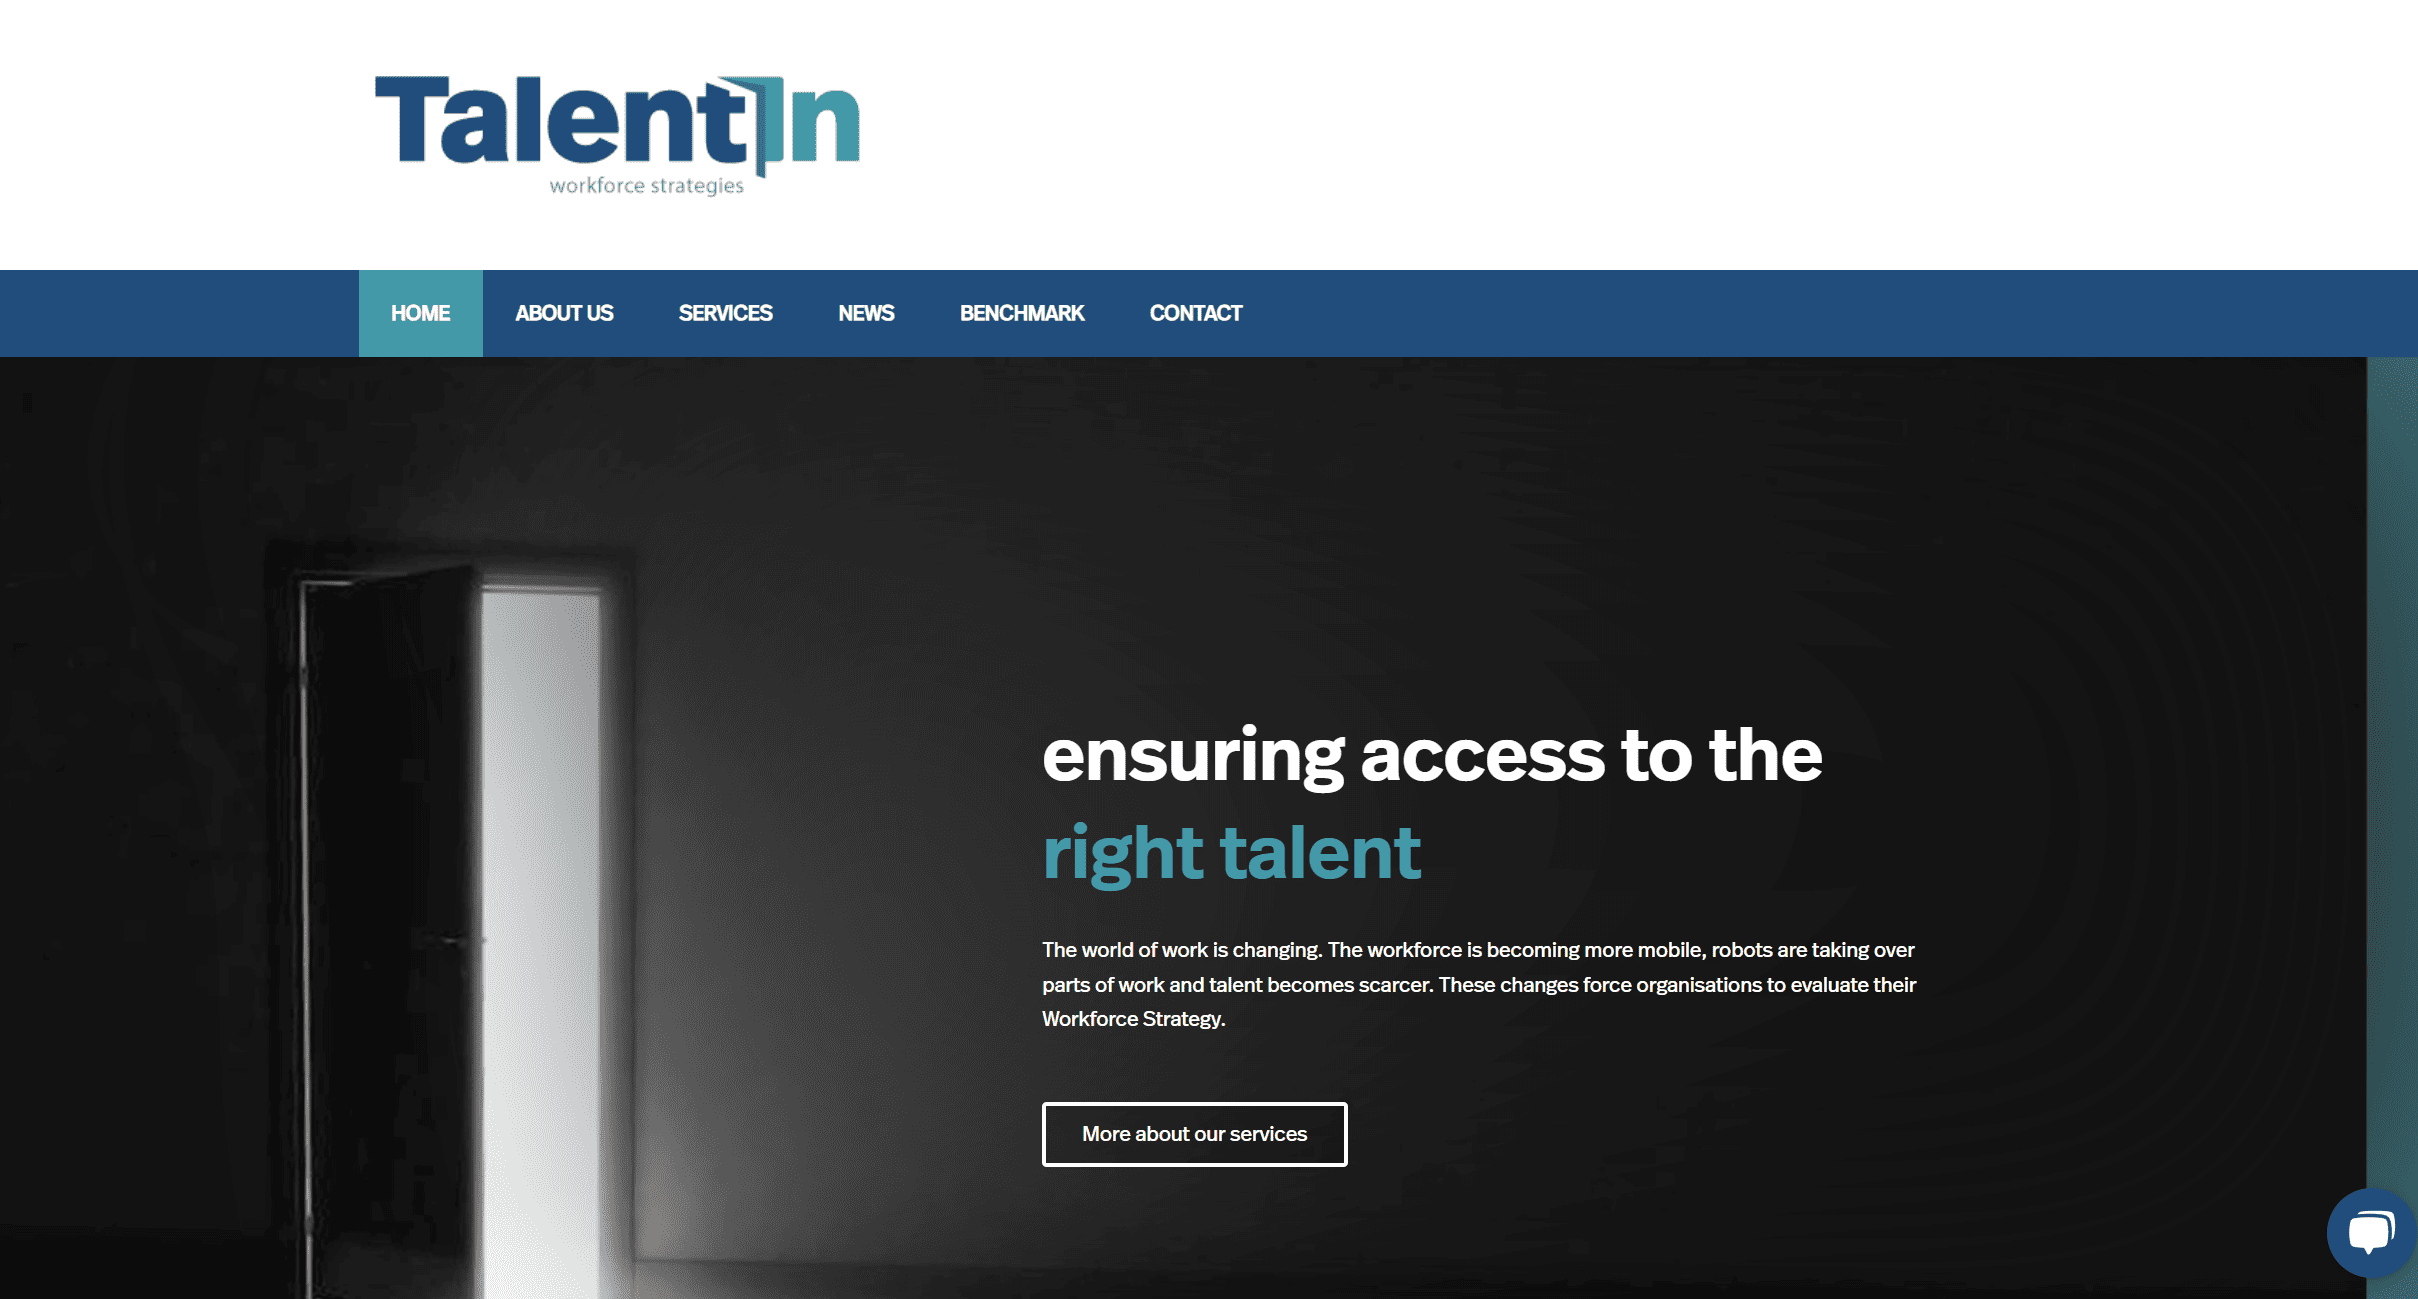 TalentIn
workforce strategies
HOME ABOUT US SERVICES NEWS BENCHMARK CONTACT
ensuring access to the
right talent
The world of work is changing. The workforce is becoming more mobile, robots are taking over
parts of work and talent becomes scarcer. These changes force organisations to evaluate their
Workforce Strategy.
More about our services